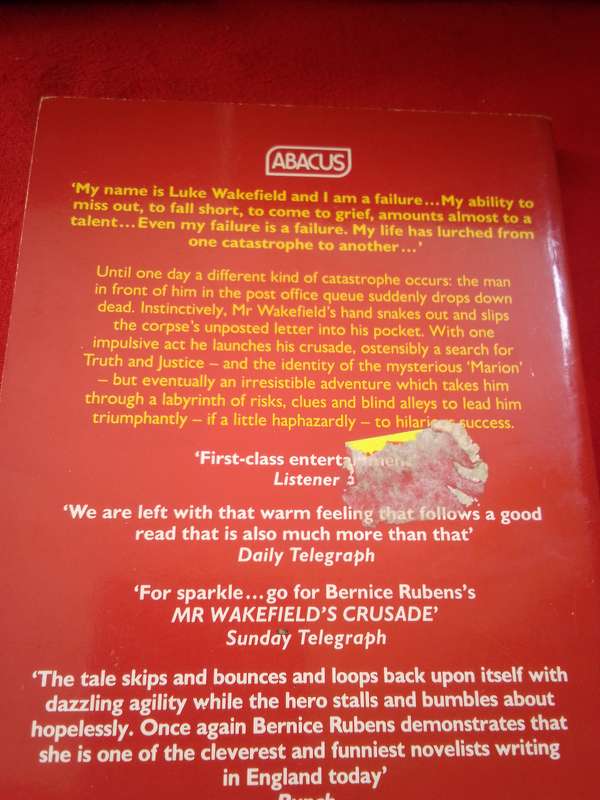 ABACUS
‘My name is Luke Wakefield and I am a failure...My ability to
miss out, to fall short, to come to grief, amounts almost to a
talent...Even my failure is a failure. My life has lurched from
one catastrophe to another...’
Until one day a different kind of catastrophe occurs: the man
in front of him in the post office queue suddenly drops down
dead. Instinctively, Mr Wakefield’s hand snakes out and slips
the corpse’s unposted letter into his pocket. With one
impulsive act he launches his crusade, ostensibly a search for
Truth and Justice – and the identity of the mysterious ‘Marion’
– but eventually an irresistible adventure which takes him
through a labyrinth of risks, clues and blind alleys to lead him
triumphantly – if a little haphazardly – to hilarious success.
‘First-class entertainment
Listener
‘We are left with that warm feeling that follows a good
read that is also much more than that’
Daily Telegraph
‘For sparkle...go for Bernice Rubens’s
MR WAKEFIELD’S CRUSADE’
Sunday Telegraph
‘The tale skips and bounces and loops back upon itself with
dazzling agility while the hero stalls and bumbles about
hopelessly. Once again Bernice Rubens demonstrates that
she is one of the cleverest and funniest novelists writing
in England today’
Punch